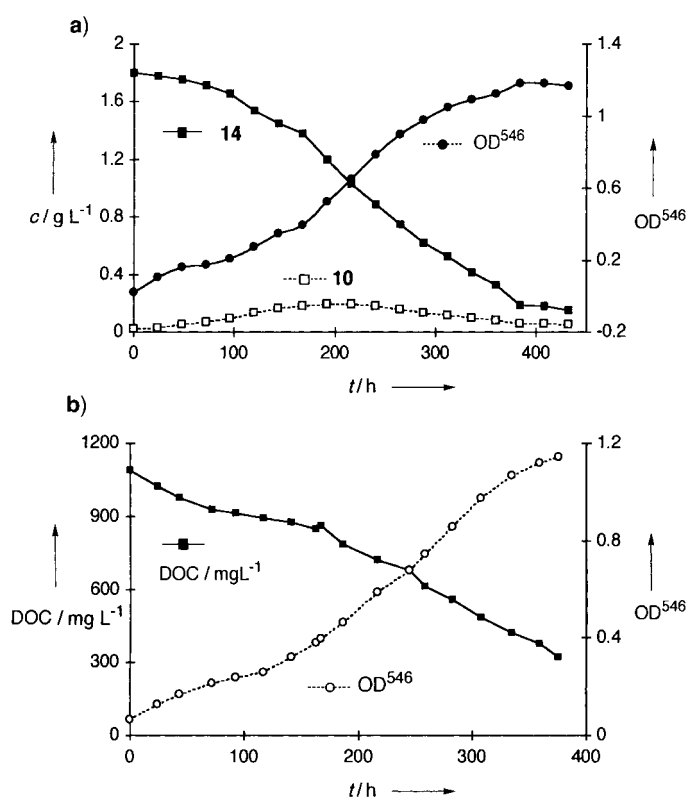 a)
2
1.6
1.2
0.8
0.4
0
c / g L⁻¹
14
OD⁵⁴⁶
10
1.4
1
0.6
0.2
-0.2
OD⁵⁴⁶
0 100 200 300 400
t / h
b)
1200
900
600
300
0
DOC / mg L⁻¹
DOC / mgL⁻¹
OD⁵⁴⁶
1.2
0.8
0.4
0
OD⁵⁴⁶
0 100 200 300 400
t / h